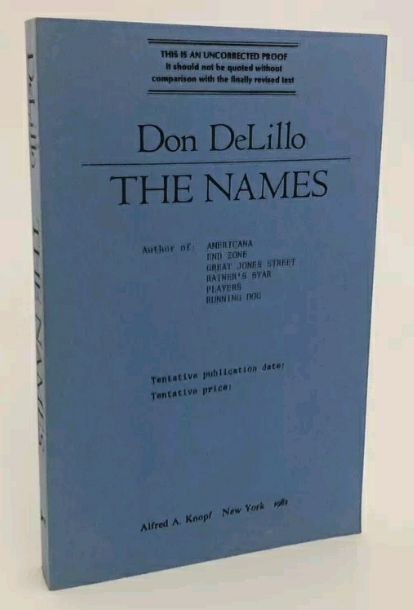 THIS IS AN UNCORRECTED PROOF
It should not be quoted without
comparison with the finally revised text
Don DeLillo
THE NAMES
Author of: AMERICANA
END ZONE
GREAT JONES STREET
RATNER'S STAR
PLAYERS
RUNNING DOG
Tentative publication date:
Tentative price:
Alfred A. Knopf New York 1982
DeLillo THE NAMES